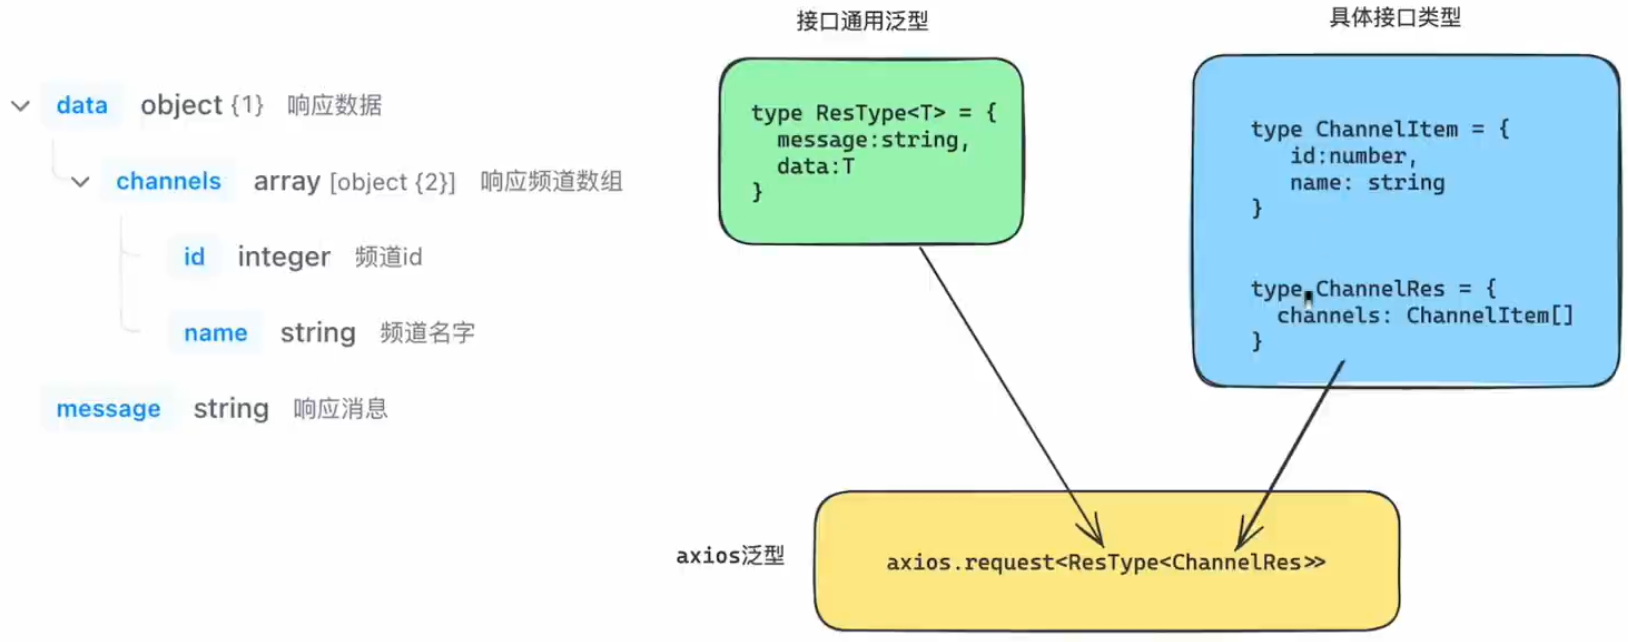 data object {1} 响应数据
channels array [object {2}] 响应频道数组
id integer 频道id
name string 频道名字
message string 响应消息
接口通用泛型
type ResType<T> = {
message:string,
data:T
}
具体接口类型
type ChannelItem = {
id:number,
name: string
}
type ChannelRes = {
channels: ChannelItem[]
}
axios泛型
axios.request<ResType<ChannelRes>>